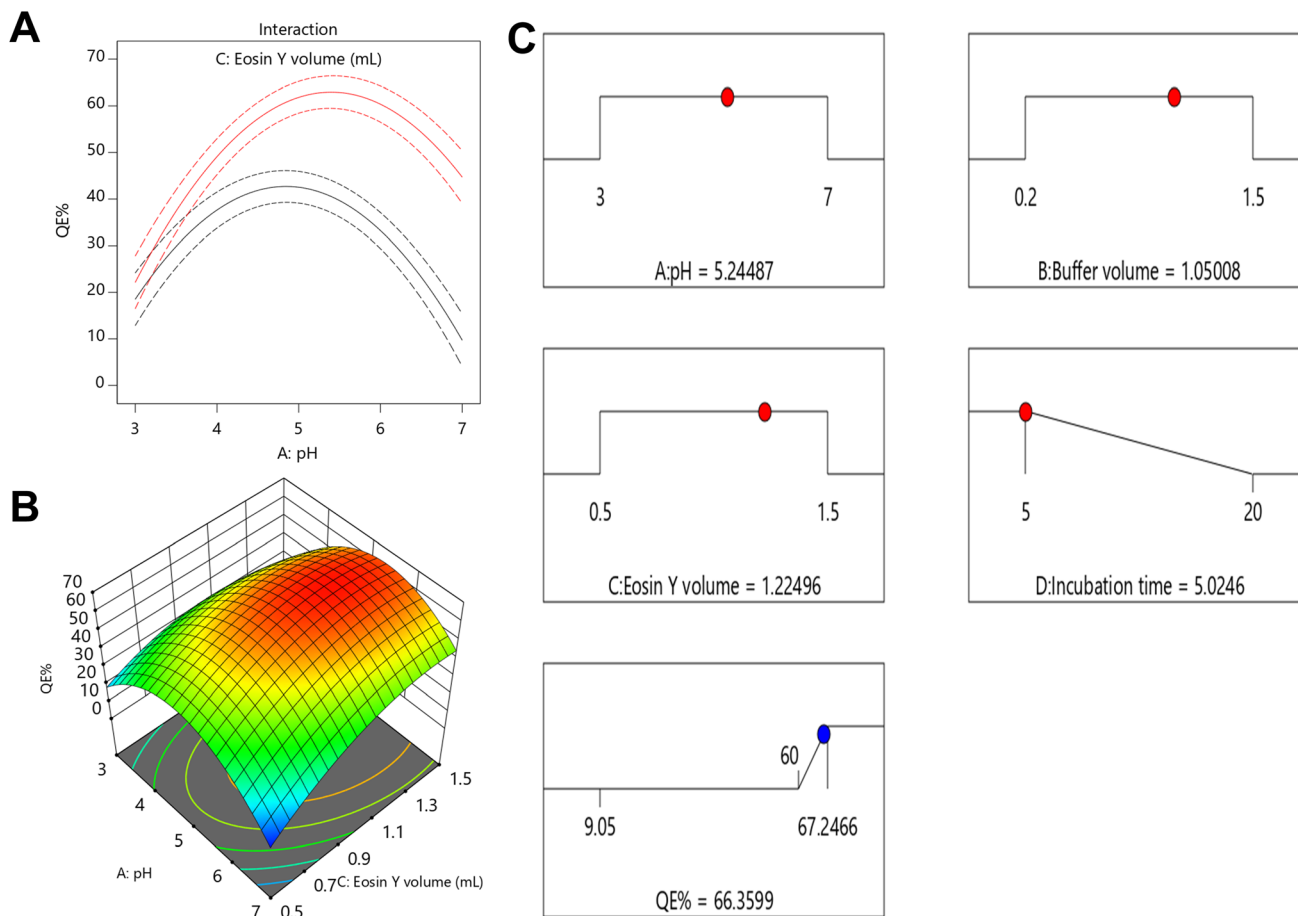 A
Interaction
C: Eosin Y volume (mL)
70
60
50
40
30
20
10
0
QE%
3 4 5 6 7
A: pH
B
70
60
50
40
30
20
10
0
QE%
3
4
5
6
7
A: pH
0.5
0.7
0.9
1.1
1.3
1.5
C: Eosin Y volume (mL)
C
3 7
A:pH = 5.24487
0.2 1.5
B:Buffer volume = 1.05008
0.5 1.5
C:Eosin Y volume = 1.22496
5 20
D:Incubation time = 5.0246
60
9.05 67.2466
QE% = 66.3599